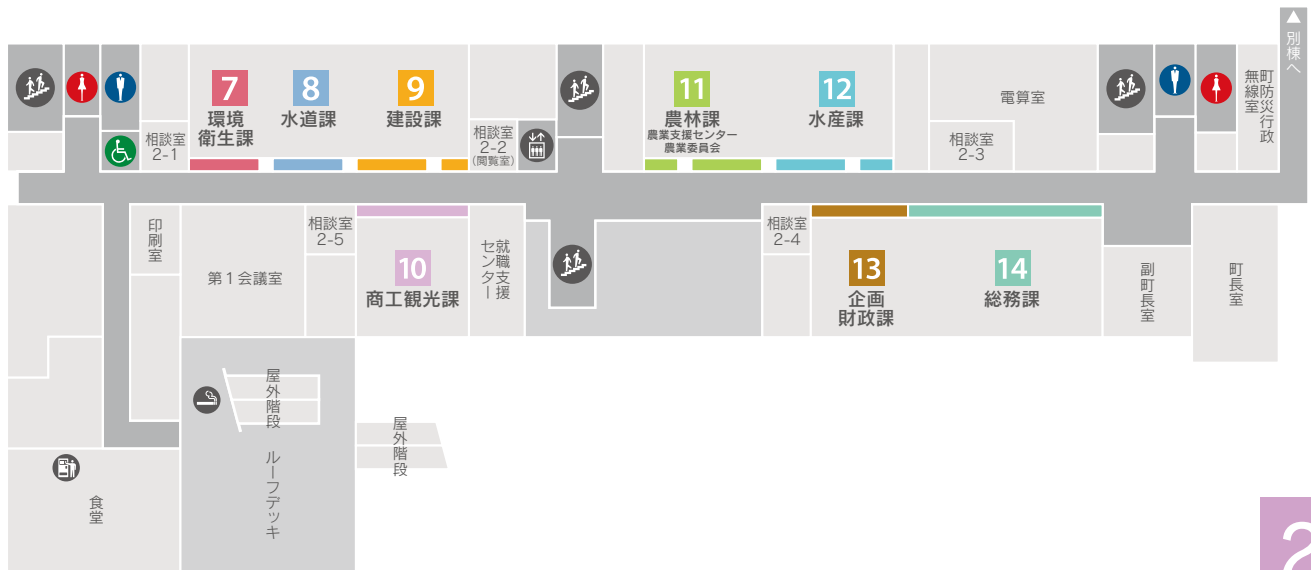 ▲別棟へ
7
環境
衛生課
8
水道課
9
建設課
11
農林課
農業支援センター
農業委員会
12
水産課
電算室
町防災行政
無線室
相談室
2-1
相談室
2-2
(閲覧室)
相談室
2-3
印刷室
第1会議室
相談室
2-5
10
商工観光課
就職支援
センター
相談室
2-4
13
企画
財政課
14
総務課
副町長室
町長室
屋外階段
屋外階段
ルーフデッキ
食堂
2